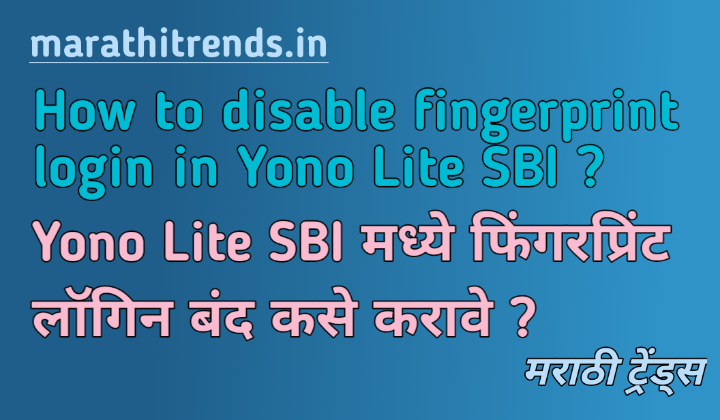 marathitrends.in
How to disable fingerprint
login in Yono Lite SBI ?
Yono Lite SBI मध्ये फिंगरप्रिंट
लॉगिन बंद कसे करावे ?
मराठी ट्रेंड्स